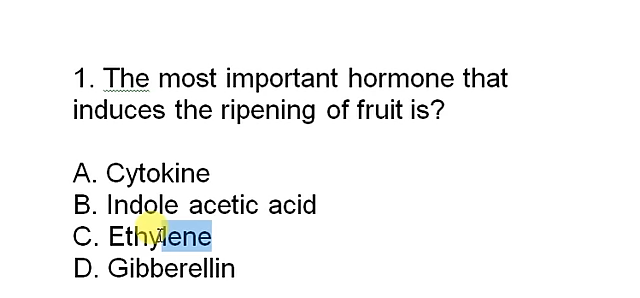 1. The most important hormone that
induces the ripening of fruit is?
A. Cytokine
B. Indole acetic acid
C. Ethylene
D. Gibberellin